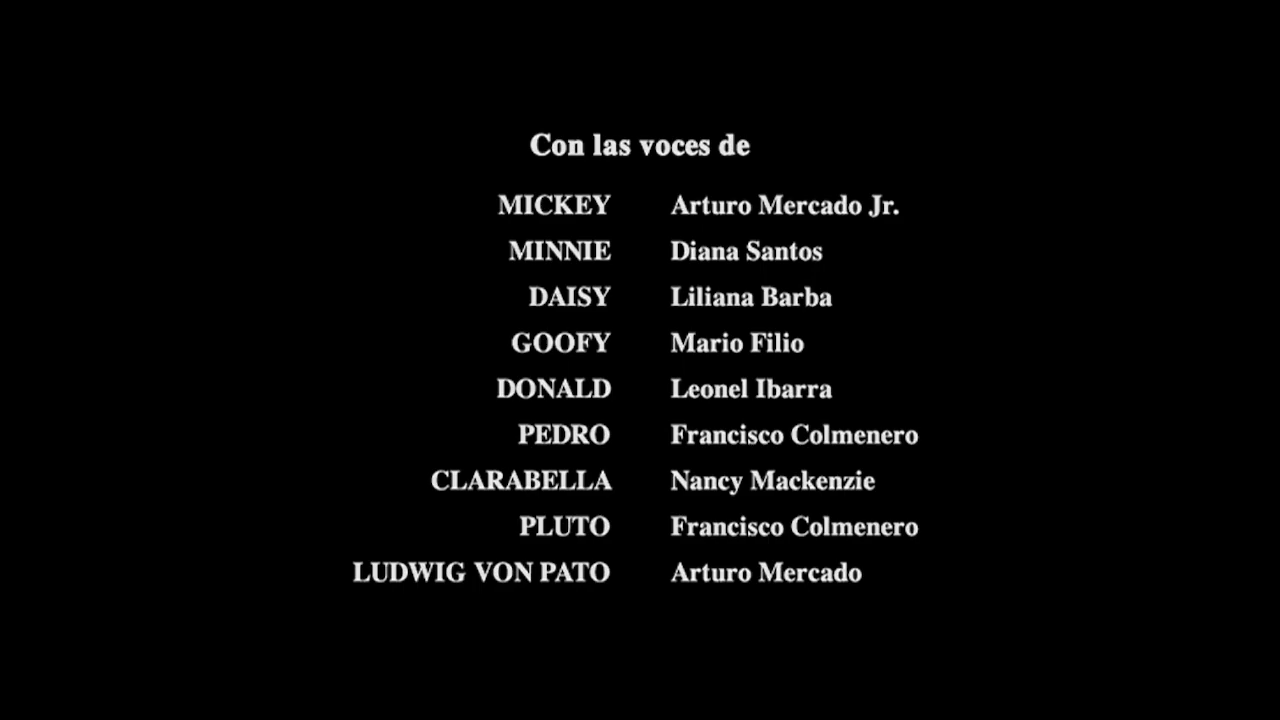 Con las voces de
MICKEY Arturo Mercado Jr.
MINNIE Diana Santos
DAISY Liliana Barba
GOOFY Mario Filio
DONALD Leonel Ibarra
PEDRO Francisco Colmenero
CLARABELLA Nancy Mackenzie
PLUTO Francisco Colmenero
LUDWIG VON PATO Arturo Mercado